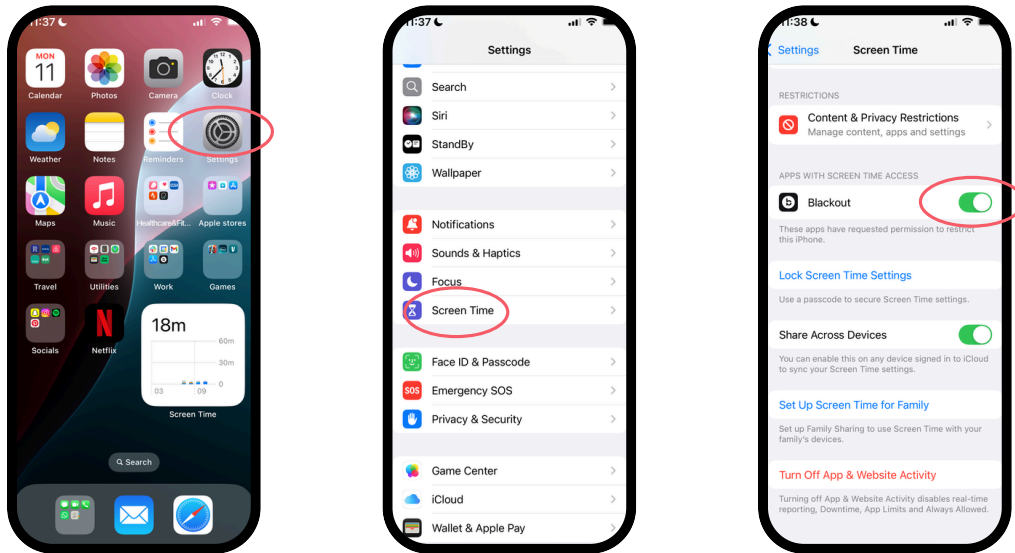 11:37
MON
11
Calendar
Photos
Camera
Clock
Weather
Notes
Reminders
Settings
Maps
Music
Healthcare&Fit...
Apple stores
Travel
Utilities
Work
Games
Socials
Netflix
18m
60m
30m
0
03
09
Screen Time
Search
11:37
Settings
Search
Siri
StandBy
Wallpaper
Notifications
Sounds & Haptics
Focus
Screen Time
Face ID & Passcode
SOS
Emergency SOS
Privacy & Security
Game Center
iCloud
Wallet & Apple Pay
11:38
Settings
Screen Time
RESTRICTIONS
Content & Privacy Restrictions
Manage content, apps and settings
APPS WITH SCREEN TIME ACCESS
Blackout
These apps have requested permission to restrict
this iPhone.
Lock Screen Time Settings
Use a passcode to secure Screen Time settings.
Share Across Devices
You can enable this on any device signed in to iCloud
to sync your Screen Time settings.
Set Up Screen Time for Family
Set up Family Sharing to use Screen Time with your
family's devices.
Turn Off App & Website Activity
Turning off App & Website Activity disables real-time
reporting, Downtime, App Limits and Always Allowed.